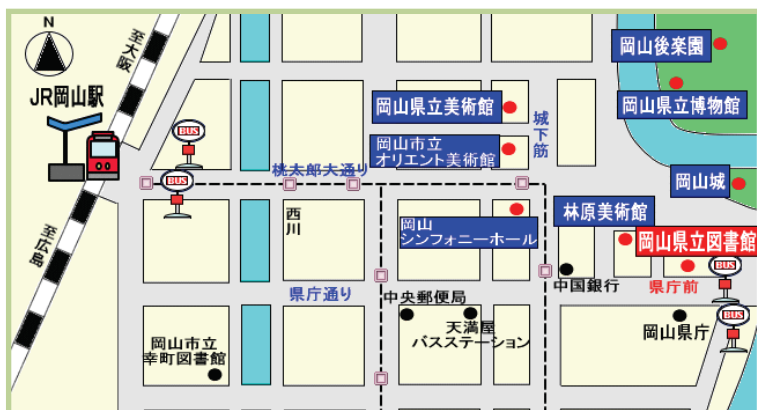 N
至大阪
JR岡山駅
BUS
BUS
至広島
岡山後楽園
岡山県立博物館
岡山県立美術館
岡山市立
オリエント美術館
城下筋
桃太郎大通り
岡山城
西川
岡山
シンフォニーホール
林原美術館
岡山県立図書館
県庁通り
中央郵便局
中国銀行
県庁前
BUS
天満屋
バスステーション
岡山県庁
BUS
岡山市立
幸町図書館